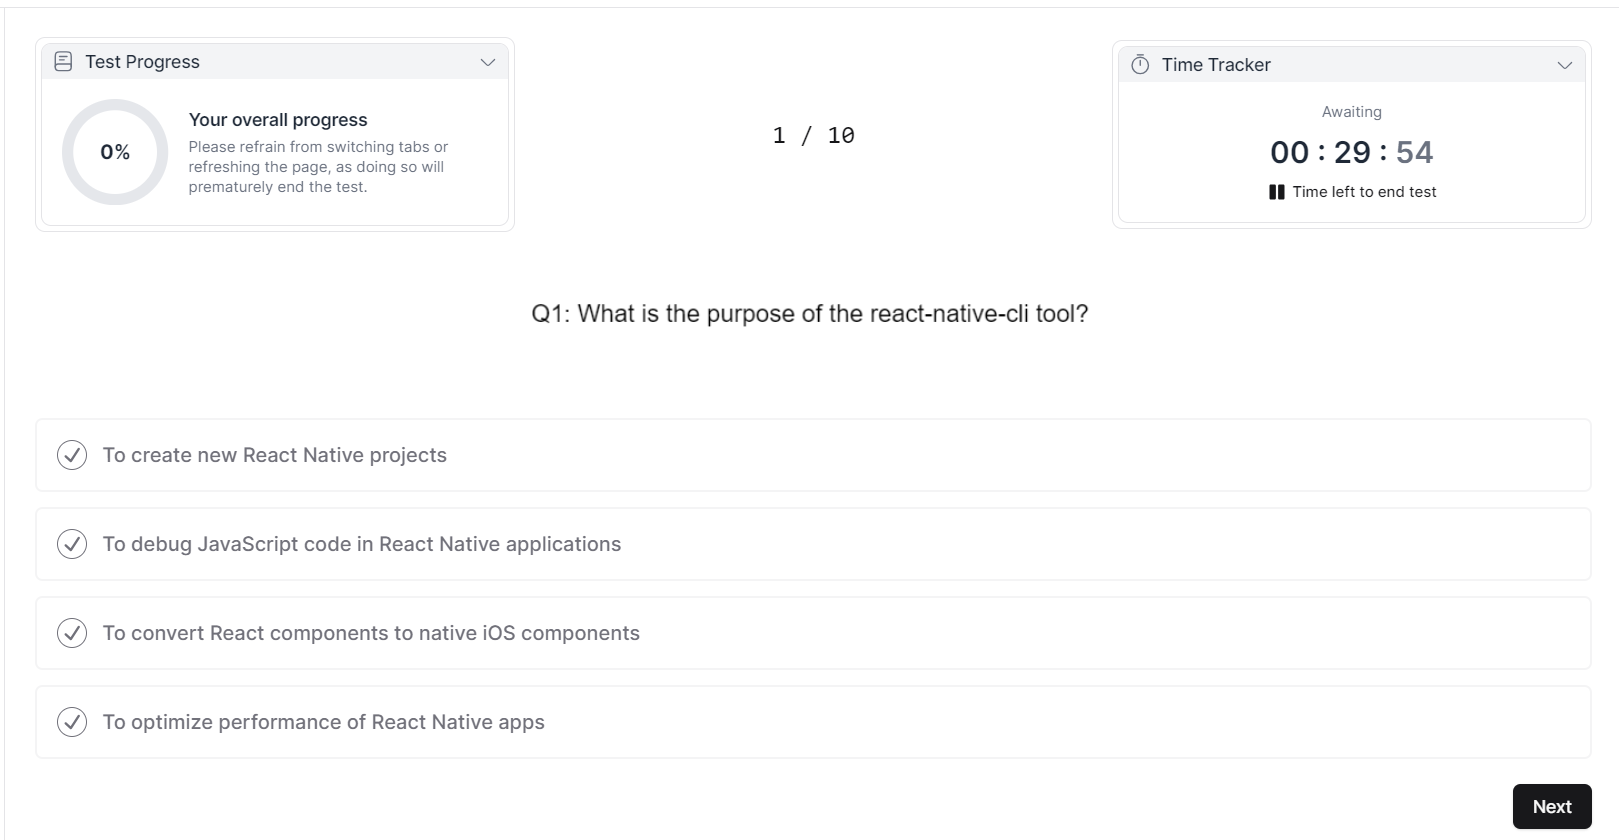 Test Progress
0%
Your overall progress
Please refrain from switching tabs or
refreshing the page, as doing so will
prematurely end the test.
1 / 10
Time Tracker
Awaiting
00 : 29 : 54
Time left to end test
Q1: What is the purpose of the react-native-cli tool?
To create new React Native projects
To debug JavaScript code in React Native applications
To convert React components to native iOS components
To optimize performance of React Native apps
Next